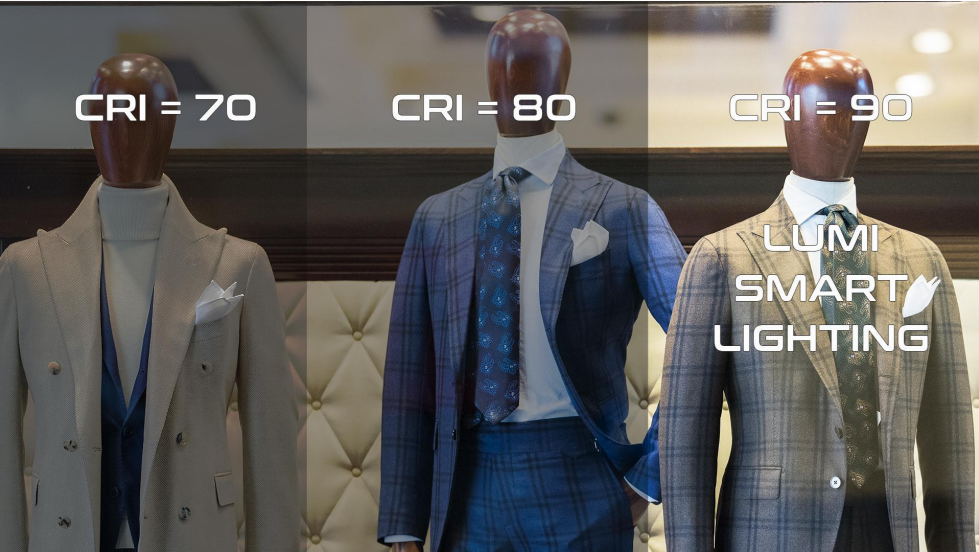 CRI = 70
CRI = 80
CRI = 90
LUMI
SMART
LIGHTING